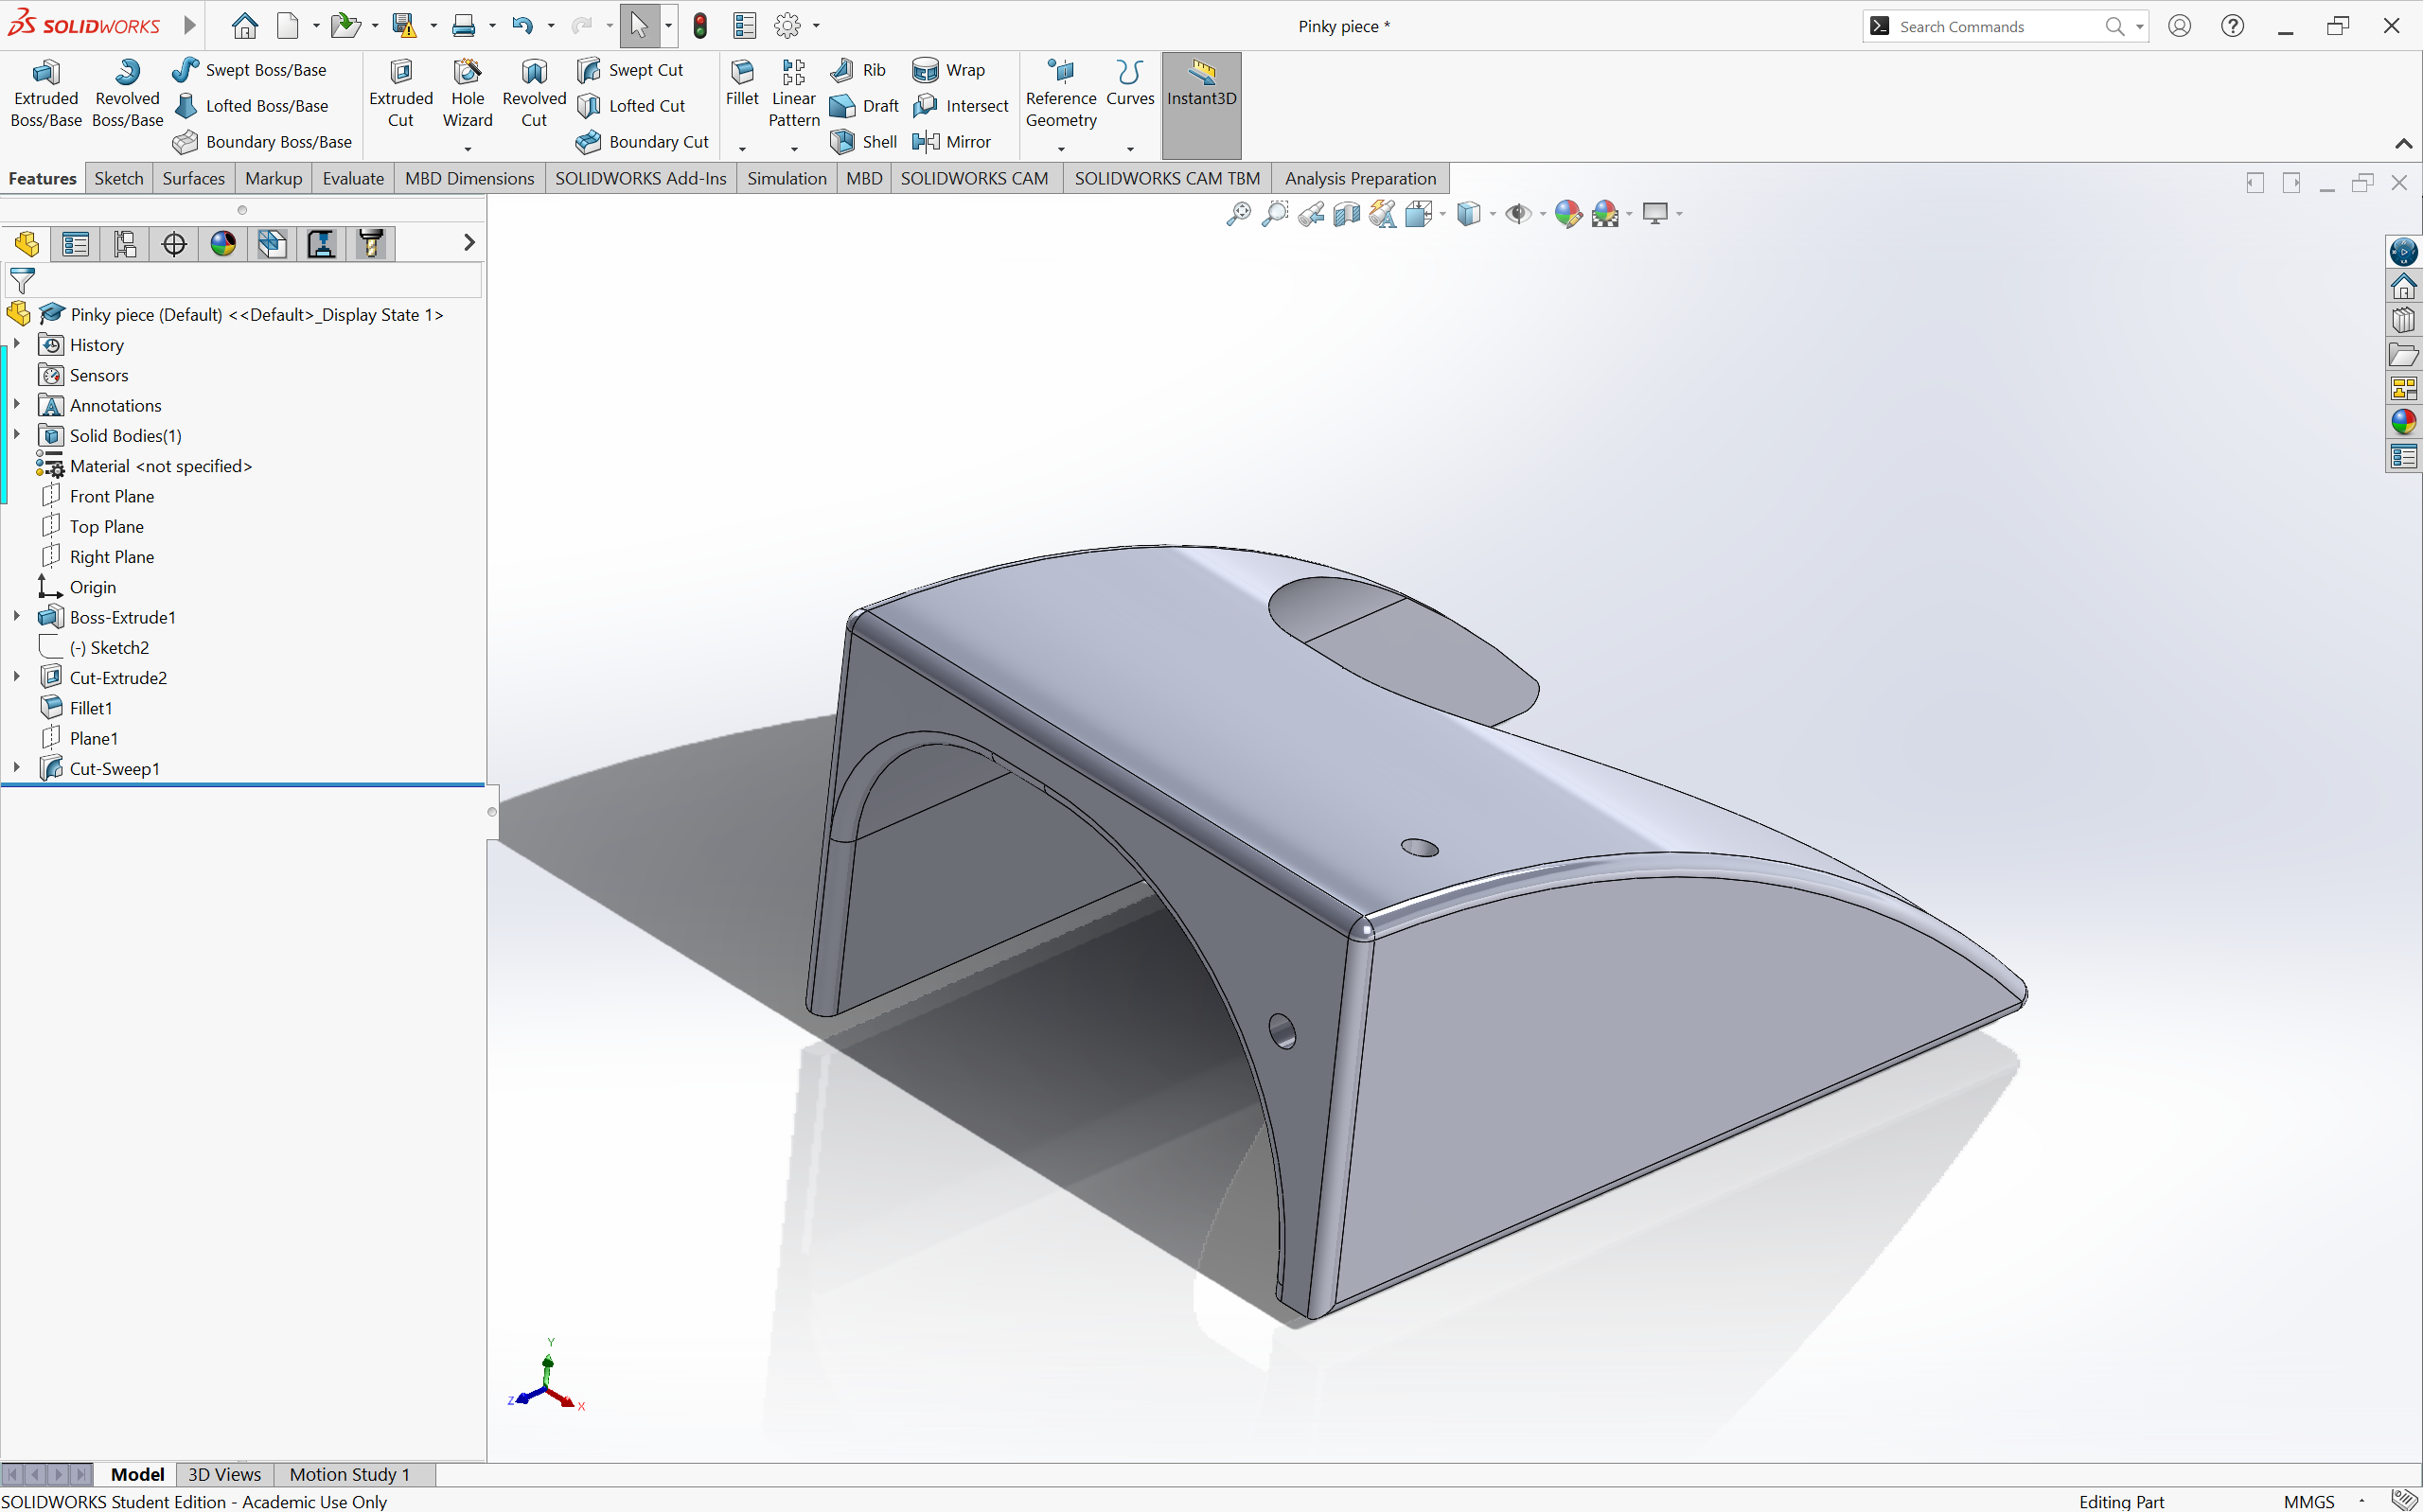 SOLIDWORKS
Pinky piece *
Search Commands
Extruded Boss/Base
Revolved Boss/Base
Swept Boss/Base
Lofted Boss/Base
Boundary Boss/Base
Extruded Cut
Hole Wizard
Revolved Cut
Swept Cut
Lofted Cut
Boundary Cut
Fillet
Linear Pattern
Rib
Draft
Shell
Wrap
Intersect
Mirror
Reference Geometry
Curves
Instant3D
Features Sketch Surfaces Markup Evaluate MBD Dimensions SOLIDWORKS Add-Ins Simulation MBD SOLIDWORKS CAM SOLIDWORKS CAM TBM Analysis Preparation
Pinky piece (Default) <<Default>_Display State 1>
History
Sensors
Annotations
Solid Bodies(1)
Material <not specified>
Front Plane
Top Plane
Right Plane
Origin
Boss-Extrude1
(-) Sketch2
Cut-Extrude2
Fillet1
Plane1
Cut-Sweep1
Y
Z
X
Model 3D Views Motion Study 1
SOLIDWORKS Student Edition - Academic Use Only
Editing Part
MMGS